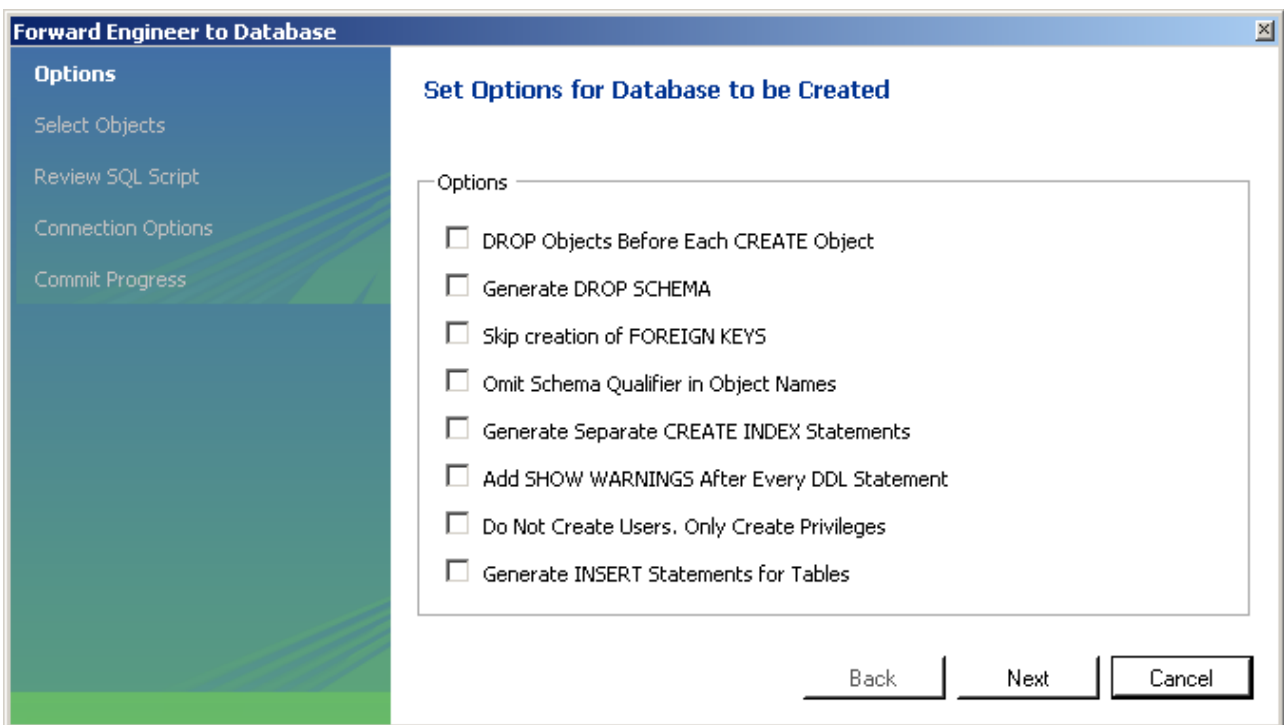 Forward Engineer to Database
Options
Select Objects
Review SQL Script
Connection Options
Commit Progress
Set Options for Database to be Created
Options
DROP Objects Before Each CREATE Object
Generate DROP SCHEMA
Skip creation of FOREIGN KEYS
Omit Schema Qualifier in Object Names
Generate Separate CREATE INDEX Statements
Add SHOW WARNINGS After Every DDL Statement
Do Not Create Users. Only Create Privileges
Generate INSERT Statements for Tables
Back Next Cancel